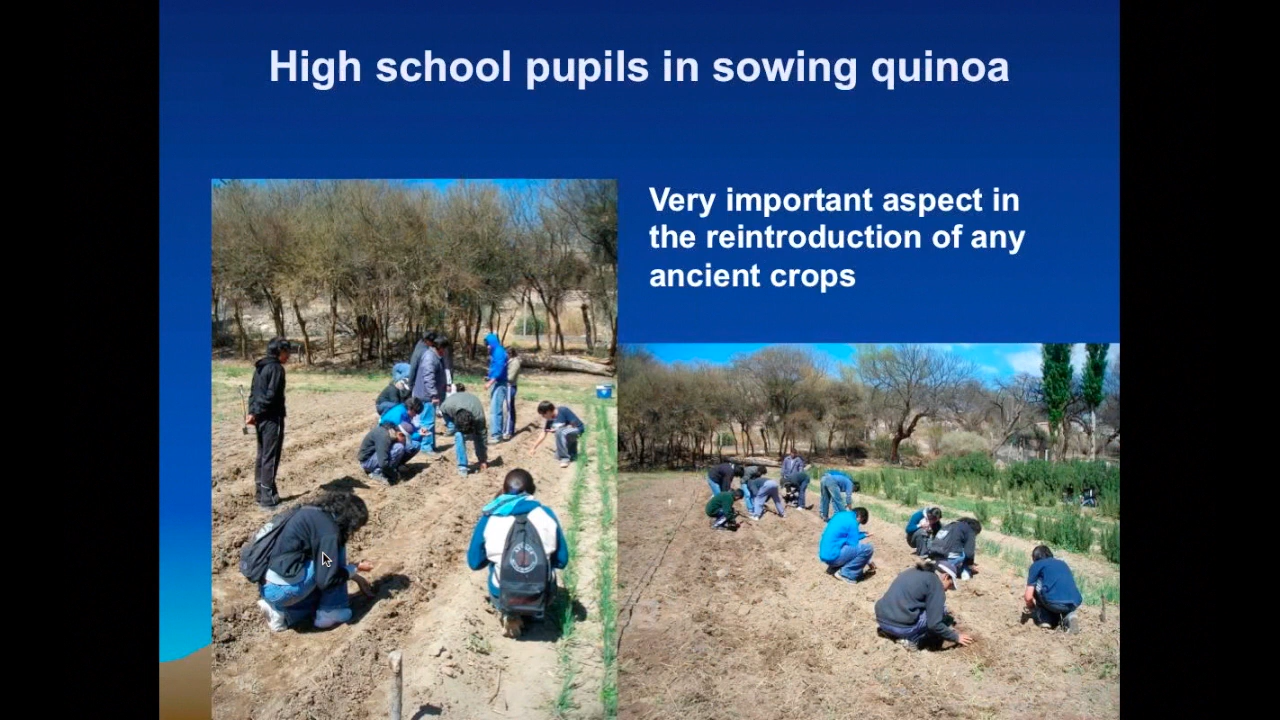 High school pupils in sowing quinoa
Very important aspect in
the reintroduction of any
ancient crops